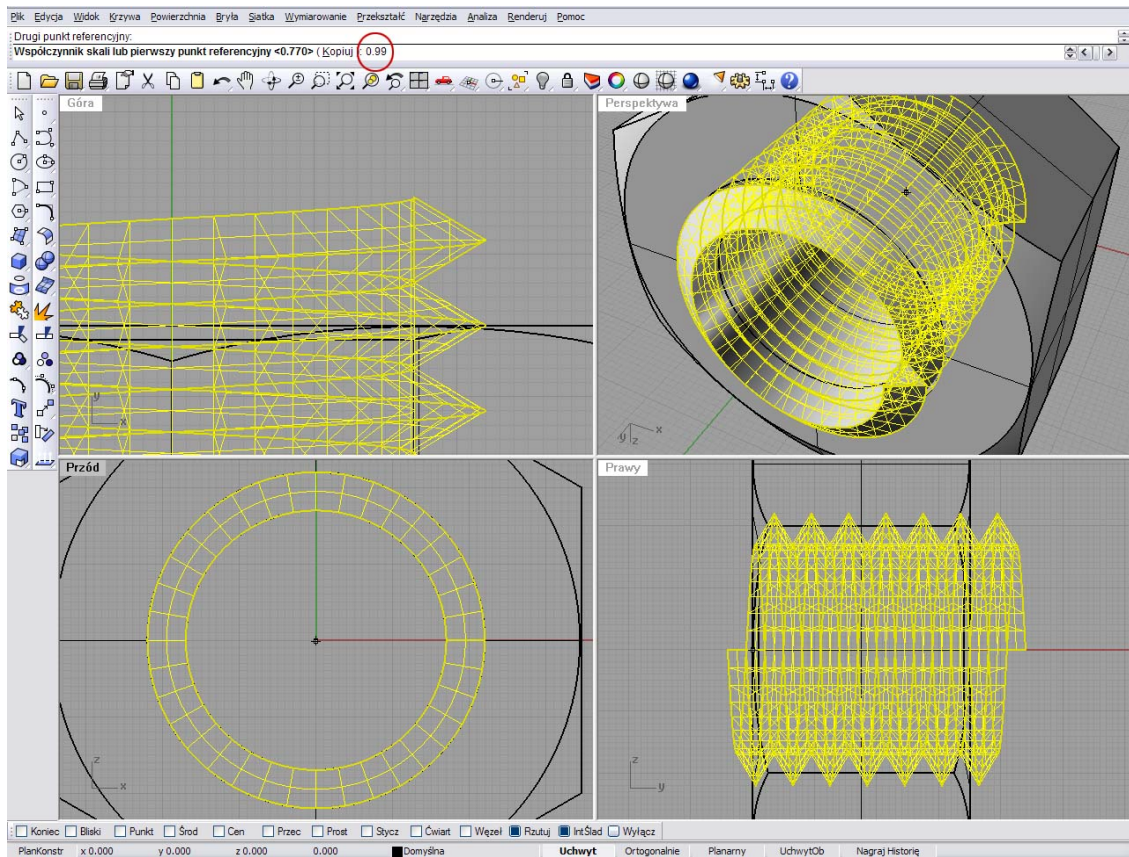 Plik Edycja Widok Krzywa Powierzchnia Bryła Siatka Wymiarowanie Przekształć Narzędzia Analiza Renderuj Pomoc
Drugi punkt referencyjny:
Współczynnik skali lub pierwszy punkt referencyjny <0.770> ( Kopiuj ): 0.99
Góra
Perspektywa
y
x
x
y
z
Przód
Prawy
z
x
z
y
Koniec Bliski Punkt Środ Cen Przec Prost Stycz Ćwiart Węzeł Rzutuj IntŚlad Wyłącz
PlanKonstr x 0.000 y 0.000 z 0.000 0.000 Domyślna Uchwyt Ortogonalnie Planarny UchwytOb Nagraj Historię